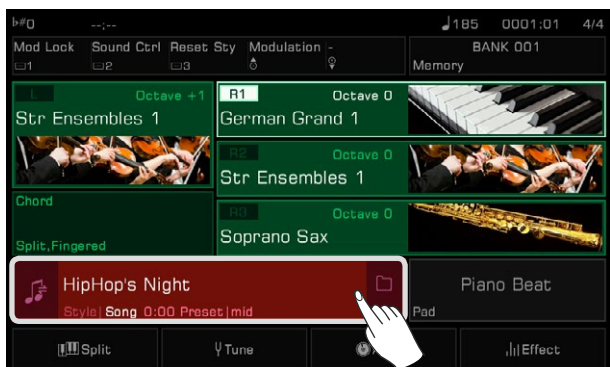 ♭#0 --;-- ♩185 0001:01 4/4
Mod Lock Sound Ctrl Reset Sty Modulation - BANK 001
1 2 3 Memory
L Octave +1 R1 Octave 0
Str Ensembles 1 German Grand 1
R2 Octave 0
Str Ensembles 1
Chord R3 Octave 0
Split,Fingered Soprano Sax
HipHop's Night Piano Beat
Style| Song 0:00 Preset|mid Pad
Split Tune Effect